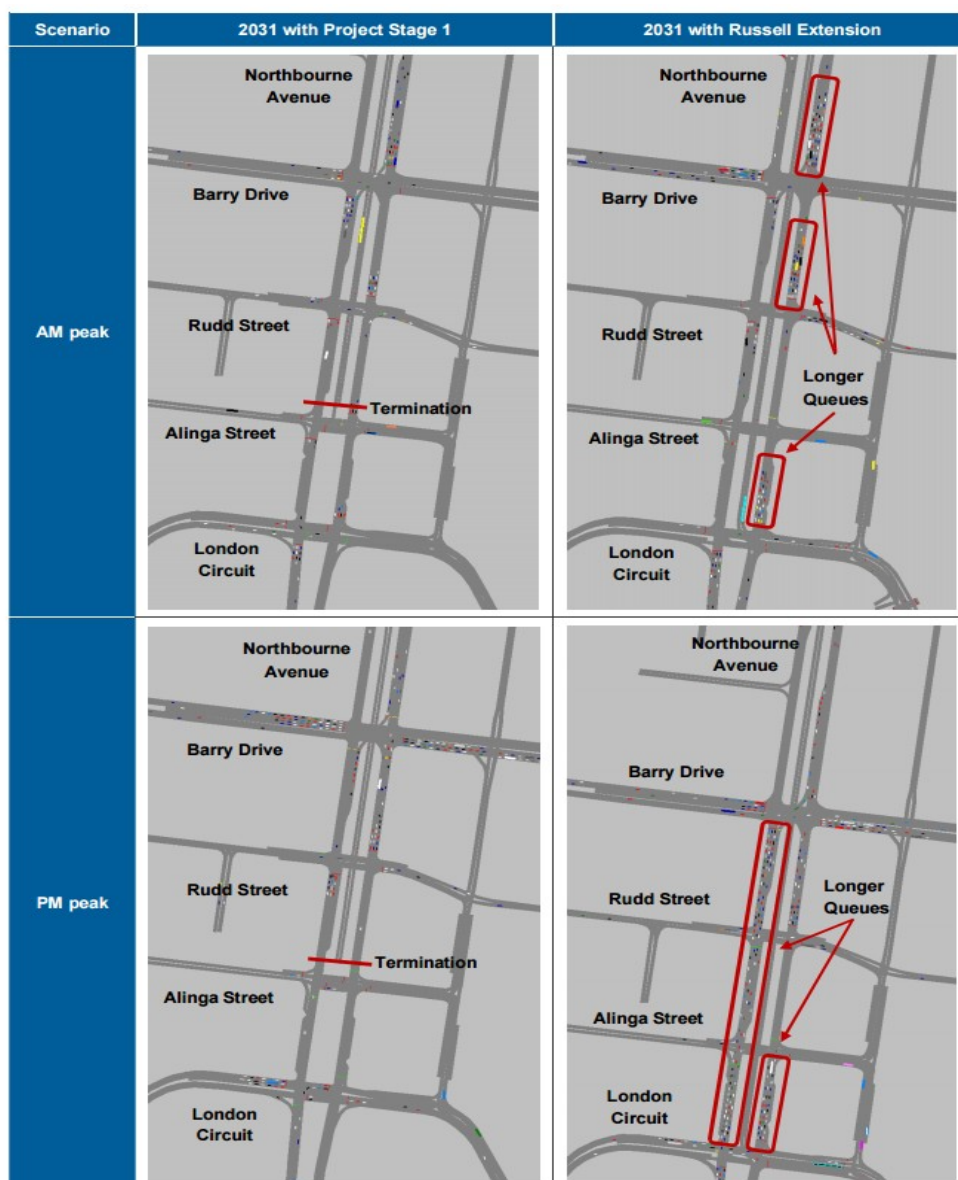 Scenario
2031 with Project Stage 1
2031 with Russell Extension
AM peak
Northbourne
Avenue
Barry Drive
Rudd Street
Termination
Alinga Street
London
Circuit
Northbourne
Avenue
Barry Drive
Rudd Street
Longer
Queues
Alinga Street
London
Circuit
PM peak
Northbourne
Avenue
Barry Drive
Rudd Street
Termination
Alinga Street
London
Circuit
Northbourne
Avenue
Barry Drive
Rudd Street
Longer
Queues
Alinga Street
London
Circuit